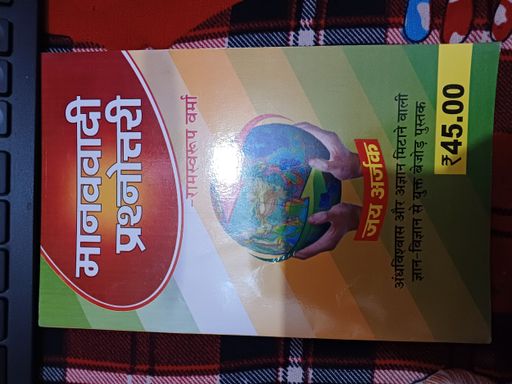 मानववादी
प्रश्नोत्तरी
-रामस्वरूप वर्मा
जय अर्जक
अंधविश्वास और अज्ञान मिटाने वाली
ज्ञान-विज्ञान से युक्त बेजोड़ पुस्तक
₹45.00